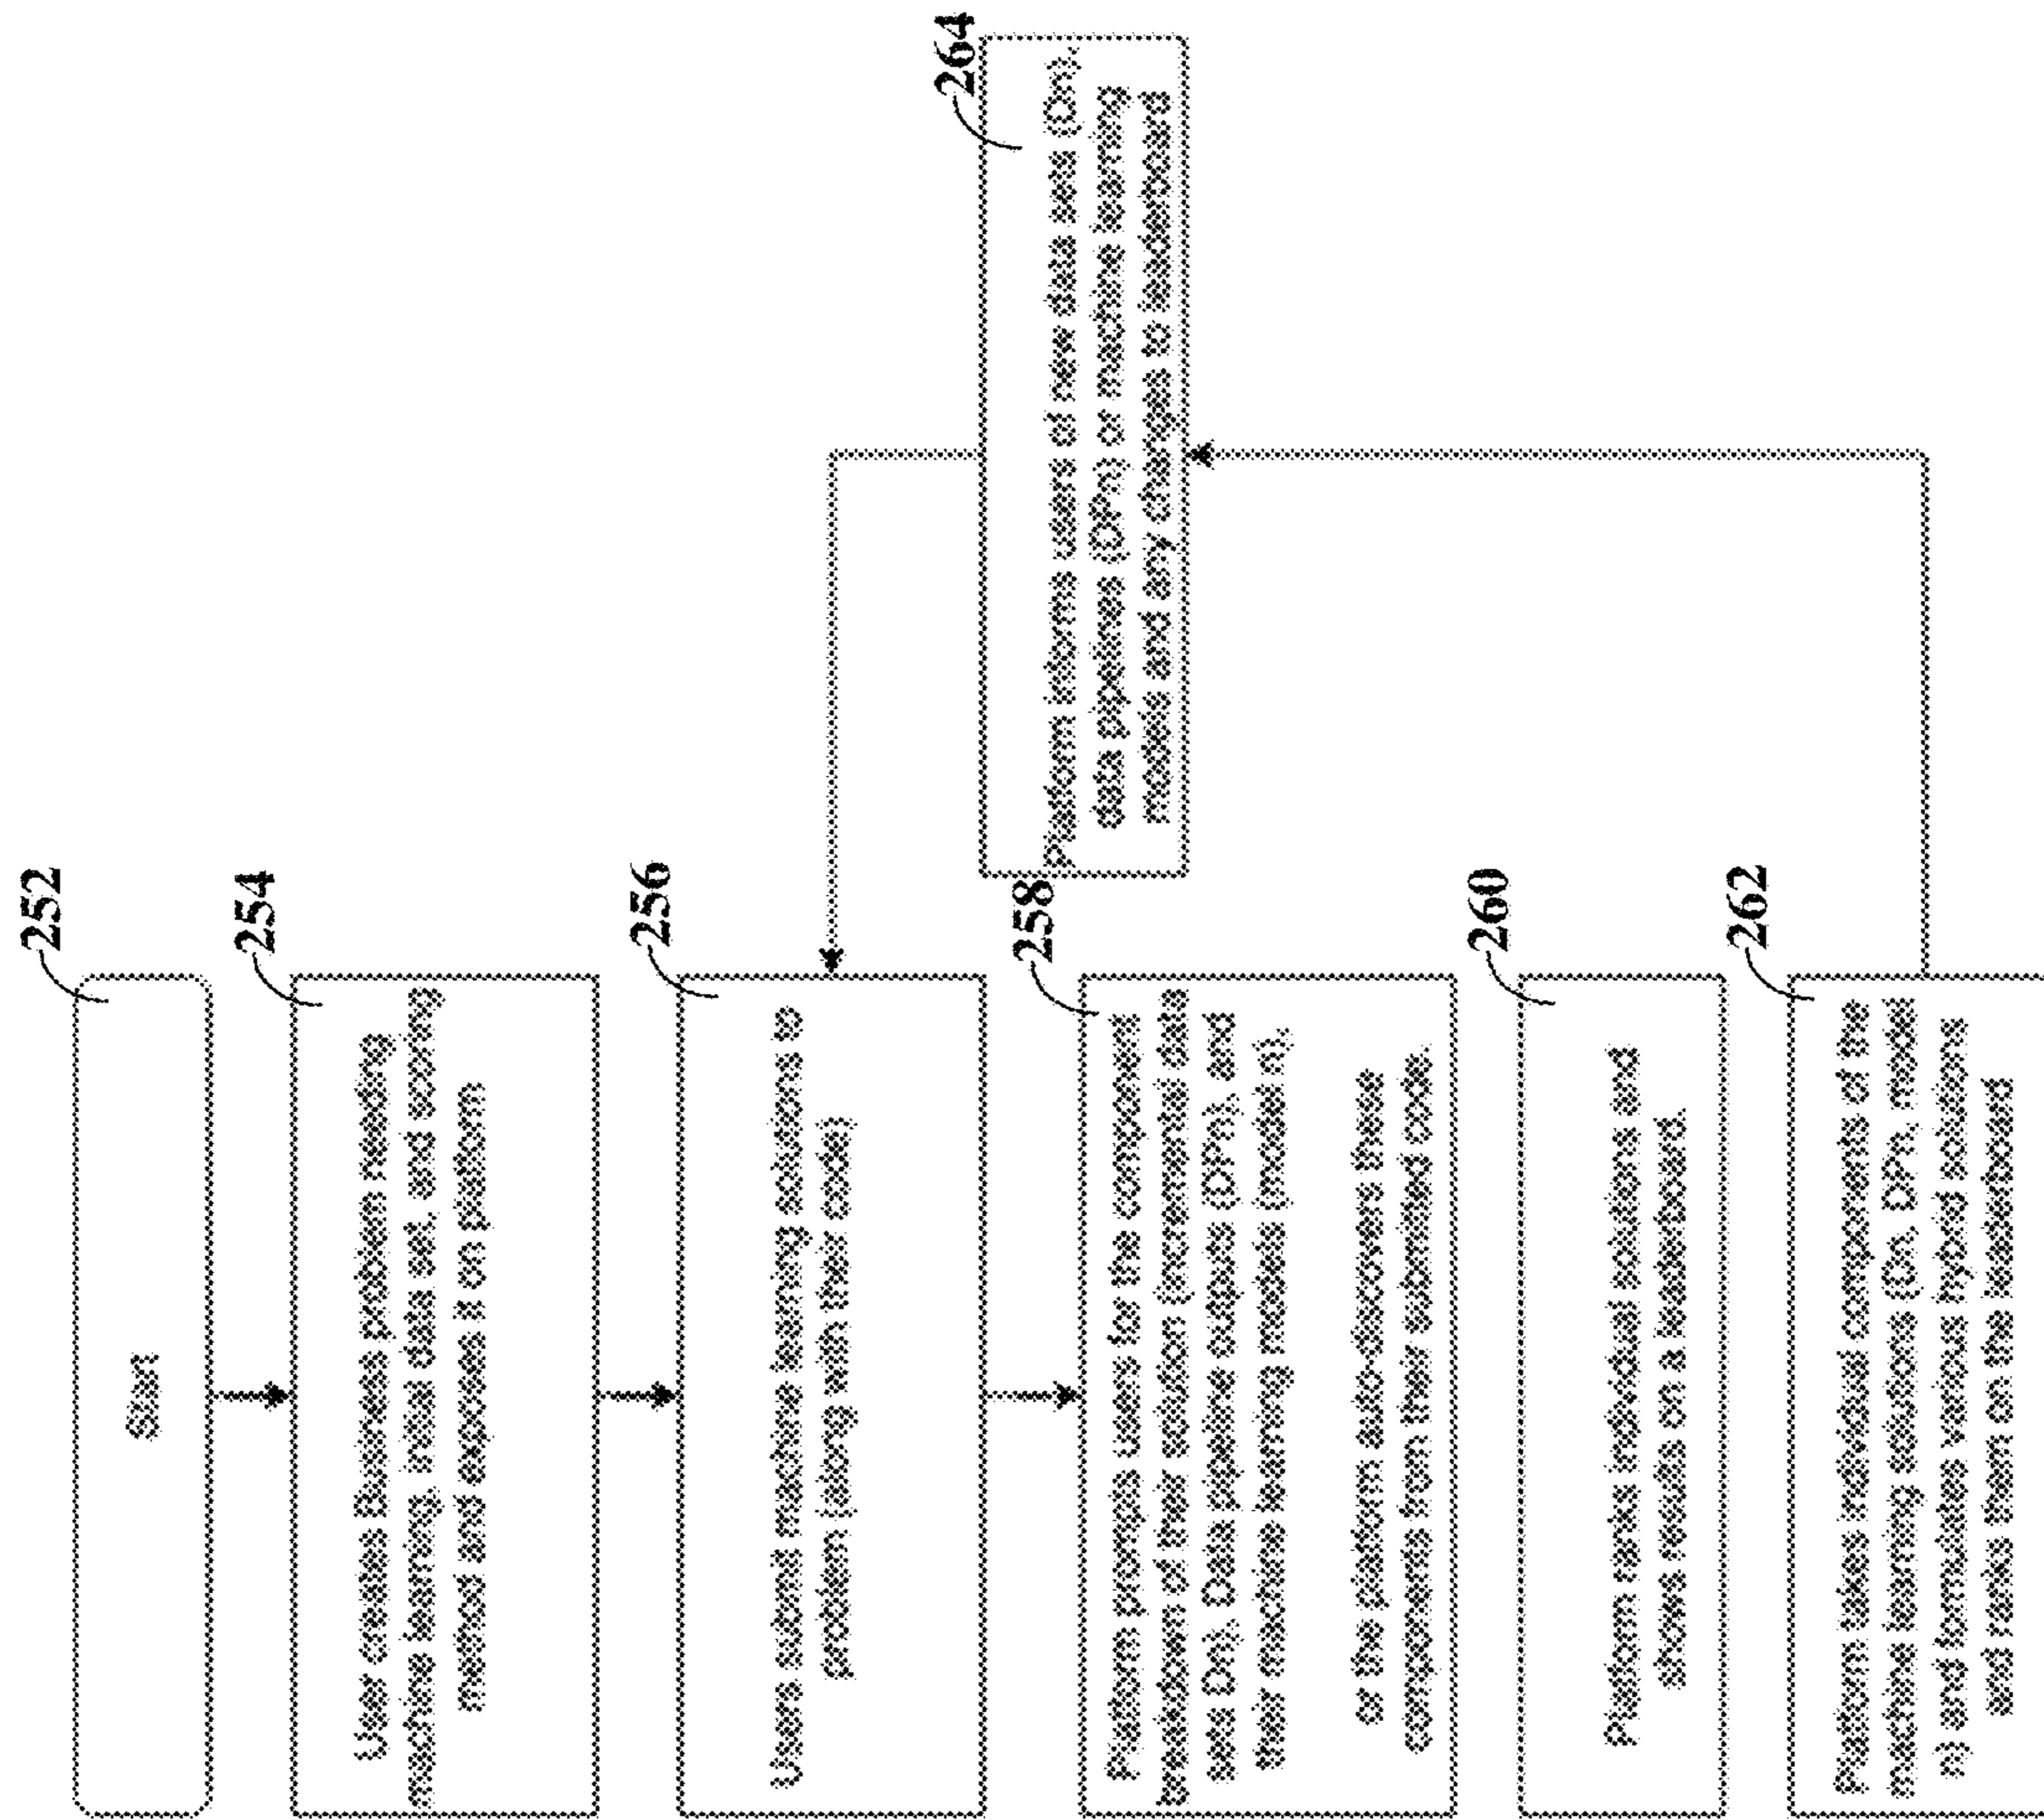 252
Start
254
User creates Business problem needing
machine learning, initial data set, and scoring
method and exposes it on platform
256
Users submit machine learning solutions to
problem (along with their code)
258
Platform prompts users for the component
breakdown of their solution (incremental data
sets Dn), Data pipeline outputs (DPn), and
their machine learning models (model n),
or the platform auto-discovers these
components from their submitted code.
260
Platform ranks individual solutions and
shows results on a leaderboard.
262
Platform takes individual components of the
machine learning solutions (Dn, DPn, model
n) and formulates various hybrid solutions
and ranks them on the leaderboard
264
Platform informs users of new data sets (Dn),
data pipelines (DPn) or machine learning
models and any changes to leaderboard